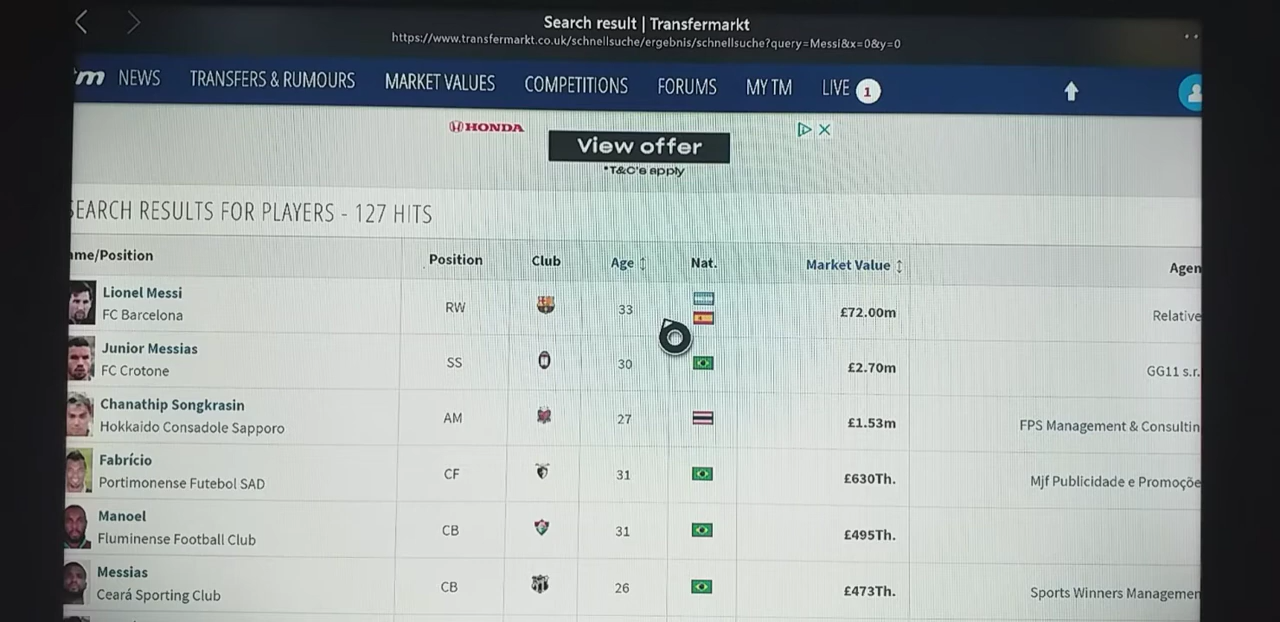 Search result | Transfermarkt
https://www.transfermarkt.co.uk/schnellsuche/ergebnis/schnellsuche?query=Messi&x=0&y=0
m NEWS TRANSFERS & RUMOURS MARKET VALUES COMPETITIONS FORUMS MY TM LIVE 1
HONDA
View offer
*T&C's apply
SEARCH RESULTS FOR PLAYERS - 127 HITS
me/Position Position Club Age Nat. Market Value Agen
Lionel Messi
FC Barcelona RW 33 £72.00m Relative
Junior Messias
FC Crotone SS 30 £2.70m GG11 s.r.
Chanathip Songkrasin
Hokkaido Consadole Sapporo AM 27 £1.53m FPS Management & Consultin
Fabrício
Portimonense Futebol SAD CF 31 £630Th. Mjf Publicidade e Promoçõe
Manoel
Fluminense Football Club CB 31 £495Th.
Messias
Ceará Sporting Club CB 26 £473Th. Sports Winners Managemen